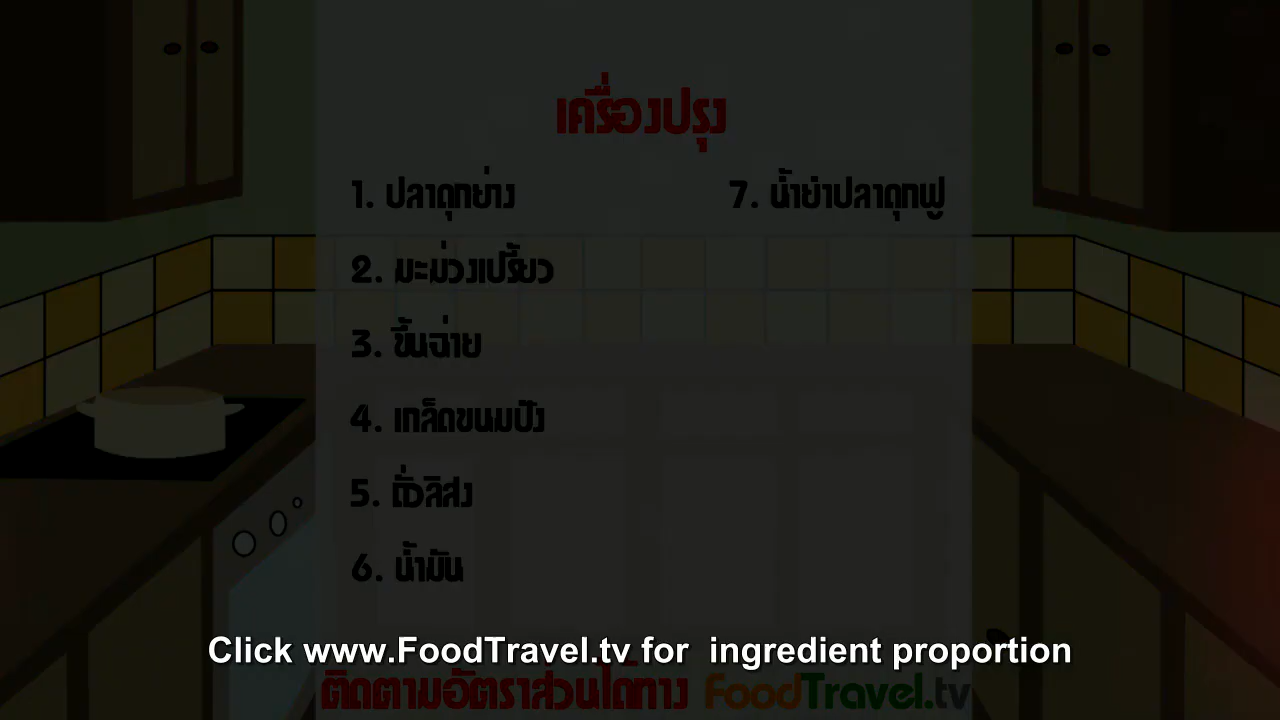 เครื่องปรุง
1. ปลาดุกย่าง
2. มะม่วงเปรี้ยว
3. ขึ้นฉ่าย
4. เกล็ดขนมปัง
5. ถั่วลิสง
6. น้ำมัน
7. น้ำยำปลาดุกฟู
Click www.FoodTravel.tv for ingredient proportion
ติดตามอัตราส่วนได้ทาง FoodTravel.tv